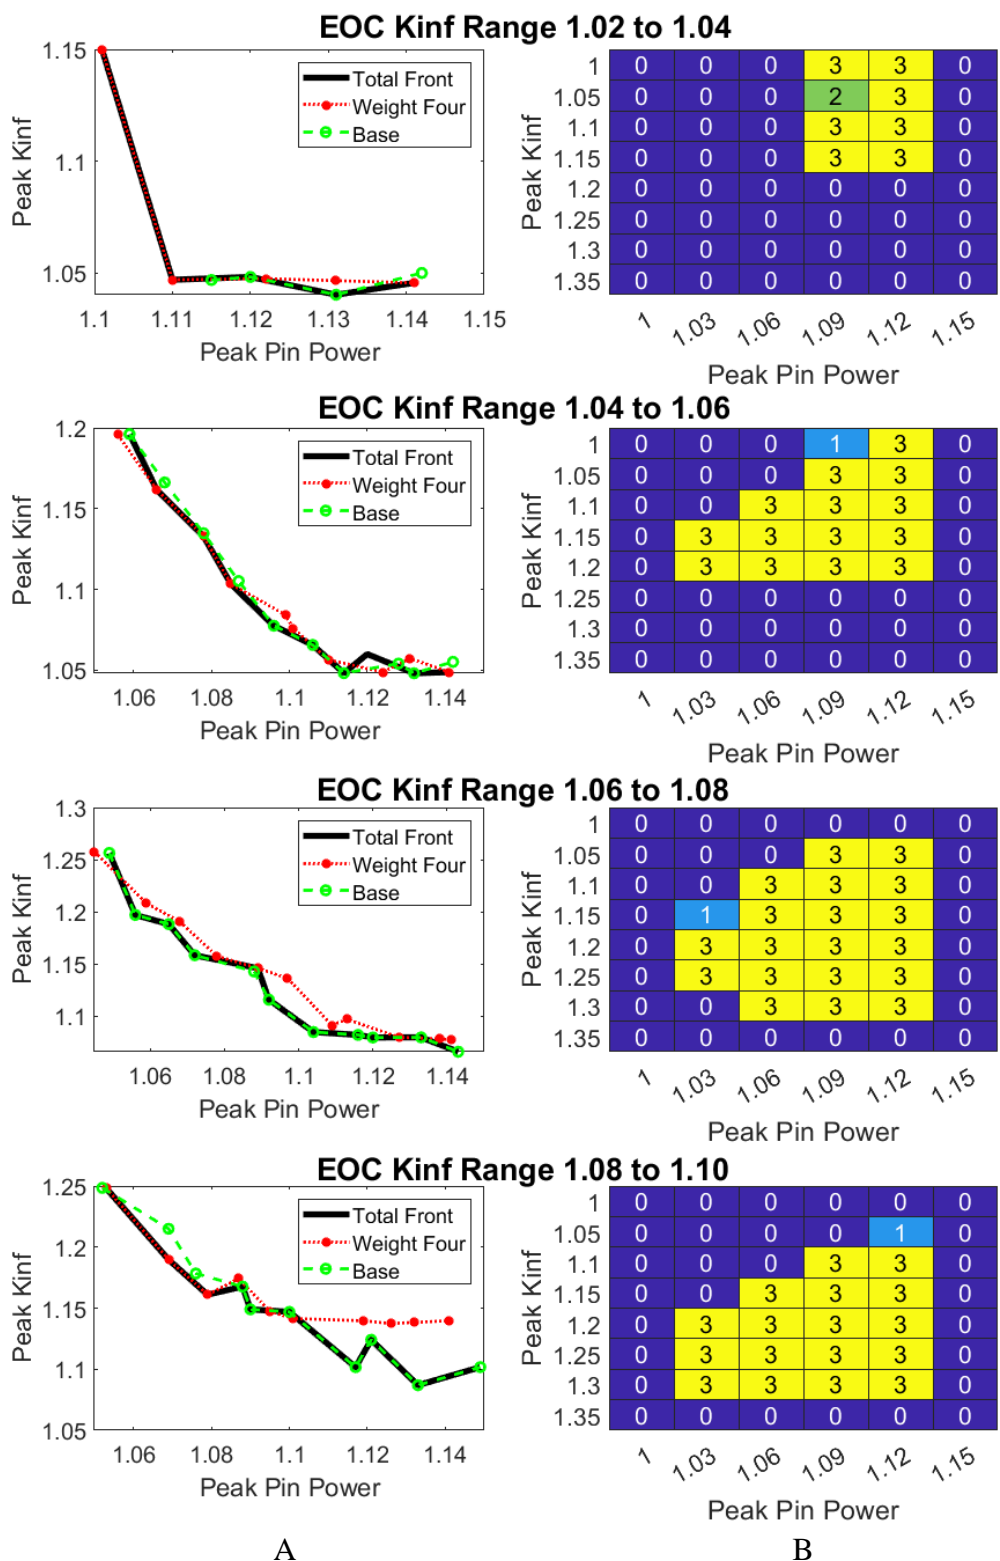 EOC Kinf Range 1.02 to 1.04
1.15
1.1
1.05
Peak Kinf
Total Front
Weight Four
Base
1.1 1.11 1.12 1.13 1.14 1.15
Peak Pin Power
Peak Kinf
1 0 0 0 3 3 0
1.05 0 0 0 2 3 0
1.1 0 0 0 3 3 0
1.15 0 0 0 3 3 0
1.2 0 0 0 0 0 0
1.25 0 0 0 0 0 0
1.3 0 0 0 0 0 0
1.35 0 0 0 0 0 0
1 1.03 1.06 1.09 1.12 1.15
Peak Pin Power
EOC Kinf Range 1.04 to 1.06
1.2
1.15
1.1
1.05
Peak Kinf
Total Front
Weight Four
Base
1.06 1.08 1.1 1.12 1.14
Peak Pin Power
Peak Kinf
1 0 0 0 1 3 0
1.05 0 0 0 3 3 0
1.1 0 0 3 3 3 0
1.15 0 3 3 3 3 0
1.2 0 3 3 3 3 0
1.25 0 0 0 0 0 0
1.3 0 0 0 0 0 0
1.35 0 0 0 0 0 0
1 1.03 1.06 1.09 1.12 1.15
Peak Pin Power
EOC Kinf Range 1.06 to 1.08
1.3
1.25
1.2
1.15
1.1
Peak Kinf
Total Front
Weight Four
Base
1.06 1.08 1.1 1.12 1.14
Peak Pin Power
Peak Kinf
1 0 0 0 0 0 0
1.05 0 0 0 3 3 0
1.1 0 0 3 3 3 0
1.15 0 1 3 3 3 0
1.2 0 3 3 3 3 0
1.25 0 3 3 3 3 0
1.3 0 0 3 3 3 0
1.35 0 0 0 0 0 0
1 1.03 1.06 1.09 1.12 1.15
Peak Pin Power
EOC Kinf Range 1.08 to 1.10
1.25
1.2
1.15
1.1
1.05
Peak Kinf
Total Front
Weight Four
Base
1.06 1.08 1.1 1.12 1.14
Peak Pin Power
Peak Kinf
1 0 0 0 0 0 0
1.05 0 0 0 0 1 0
1.1 0 0 0 3 3 0
1.15 0 0 3 3 3 0
1.2 0 3 3 3 3 0
1.25 0 3 3 3 3 0
1.3 0 3 3 3 3 0
1.35 0 0 0 0 0 0
1 1.03 1.06 1.09 1.12 1.15
Peak Pin Power
A
B